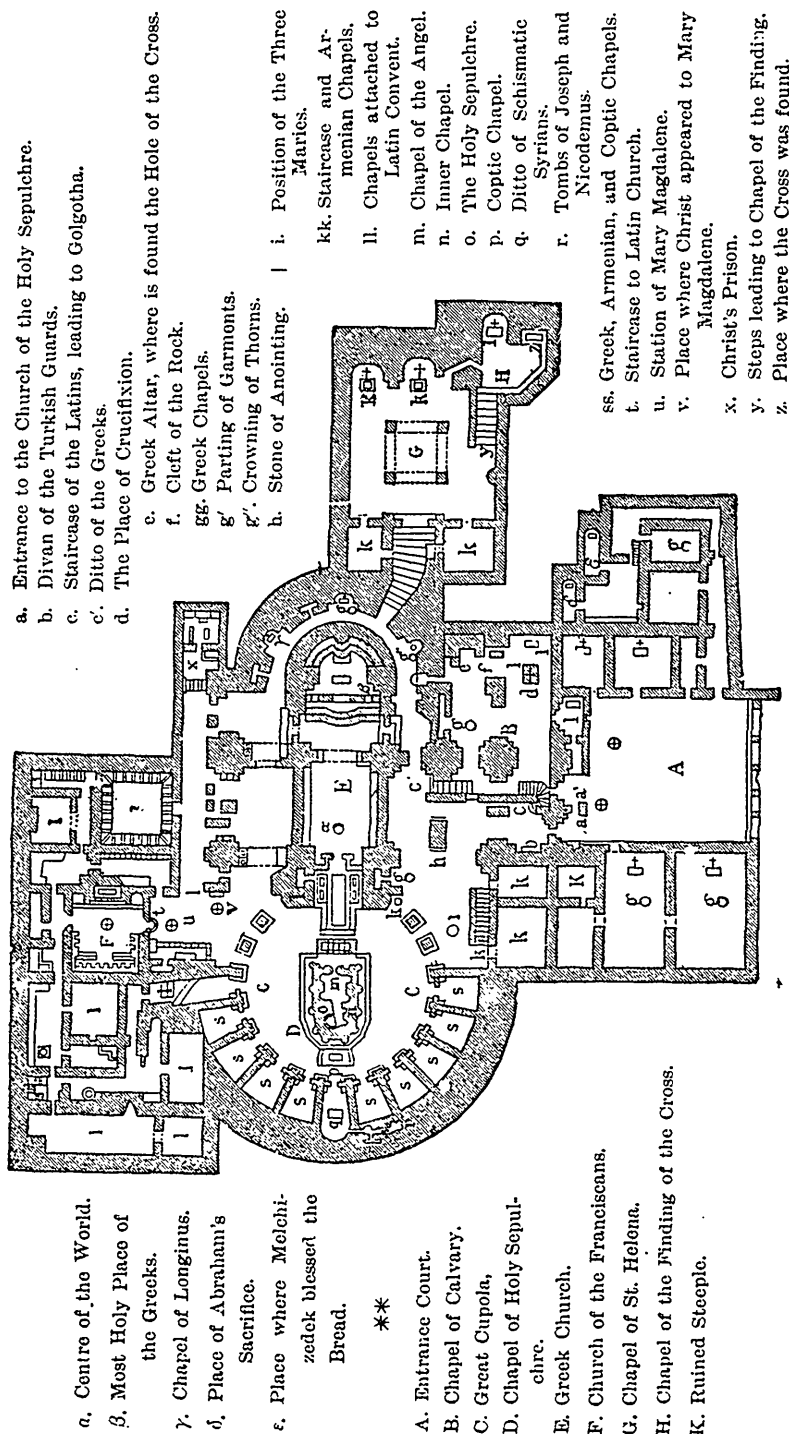 a. Entrance to the Church of the Holy Sepulchre.
b. Divan of the Turkish Guards.
c. Staircase of the Latins, leading to Golgotha.
c'. Ditto of the Greeks.
d. The Place of Crucifixion.
e. Greek Altar, where is found the Hole of the Cross.
f. Cleft of the Rock.
gg. Greek Chapels.
g' Parting of Garmonts.
g''. Crowning of Thorns.
h. Stone of Anointing.
i. Position of the Three
Maries.
kk. Staircase and Ar-
menian Chapels.
ll. Chapels attached to
Latin Convent.
m. Chapel of the Angel.
n. Inner Chapel.
o. The Holy Sepulchre.
p. Coptic Chapel.
q. Ditto of Schismatic
Syrians.
r. Tombs of Joseph and
Nicodemus.
ss. Greek, Armenian, and Coptic Chapels.
t. Staircase to Latin Church.
u. Station of Mary Magdalene.
v. Place where Christ appeared to Mary
Magdalene.
x. Christ's Prison.
y. Steps leading to Chapel of the Finding.
z. Place where the Cross was found.
α. Centre of the World.
β. Most Holy Place of
the Greeks.
γ. Chapel of Longinus.
δ. Place of Abraham's
Sacrifice.
ε. Place where Melchi-
zedek blessed the
Bread.
**
A. Entrance Court.
B. Chapel of Calvary.
C. Great Cupola,
D. Chapel of Holy Sepul-
chre.
E. Greek Church.
F. Church of the Franciscans.
G. Chapel of St. Helena.
H. Chapel of the Finding of the Cross.
K. Ruined Steeple.
A
B
C
C
D
E
F
G
H
K
a
a'
b
c
c'
d
e
f
g
g
g
g
h
i
k
k
k
k
k
k
k
l
l
l
l
l
l
m
q
s
s
s
s
s
s
s
s
t
u
v
x
y
α